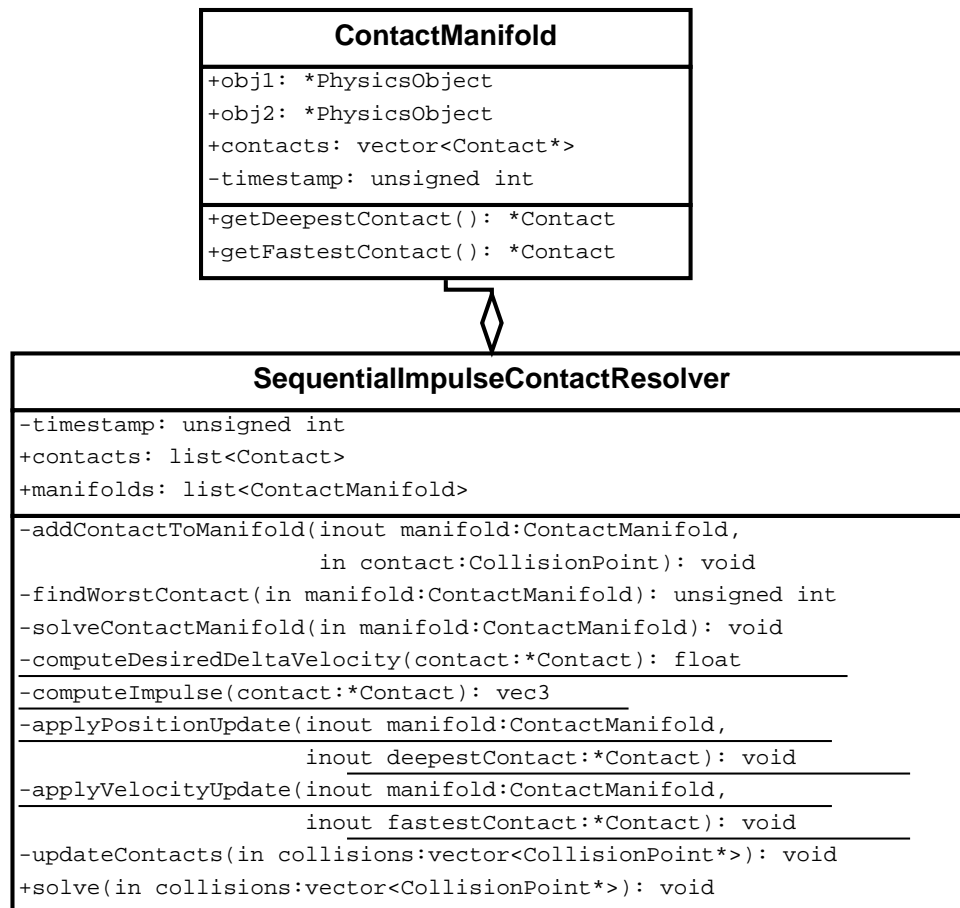 ContactManifold
+obj1: *PhysicsObject
+obj2: *PhysicsObject
+contacts: vector<Contact*>
-timestamp: unsigned int
+getDeepestContact(): *Contact
+getFastestContact(): *Contact
SequentialImpulseContactResolver
-timestamp: unsigned int
+contacts: list<Contact>
+manifolds: list<ContactManifold>
-addContactToManifold(inout manifold:ContactManifold,
in contact:CollisionPoint): void
-findWorstContact(in manifold:ContactManifold): unsigned int
-solveContactManifold(in manifold:ContactManifold): void
-computeDesiredDeltaVelocity(contact:*Contact): float
-computeImpulse(contact:*Contact): vec3
-applyPositionUpdate(inout manifold:ContactManifold,
inout deepestContact:*Contact): void
-applyVelocityUpdate(inout manifold:ContactManifold,
inout fastestContact:*Contact): void
-updateContacts(in collisions:vector<CollisionPoint*>): void
+solve(in collisions:vector<CollisionPoint*>): void